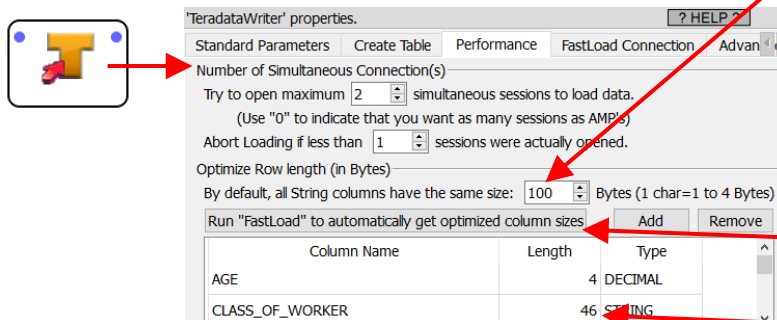 'TeradataWriter' properties.
? HELP ?
Standard Parameters Create Table Performance FastLoad Connection Advan
Number of Simultaneous Connection(s)
Try to open maximum 2 simultaneous sessions to load data.
(Use "0" to indicate that you want as many sessions as AMP's)
Abort Loading if less than 1 sessions were actually opened.
Optimize Row length (in Bytes)
By default, all String columns have the same size: 100 Bytes (1 char=1 to 4 Bytes)
Run "FastLoad" to automatically get optimized column sizes Add Remove
Column Name Length Type
AGE 4 DECIMAL
CLASS_OF_WORKER 46 STRING